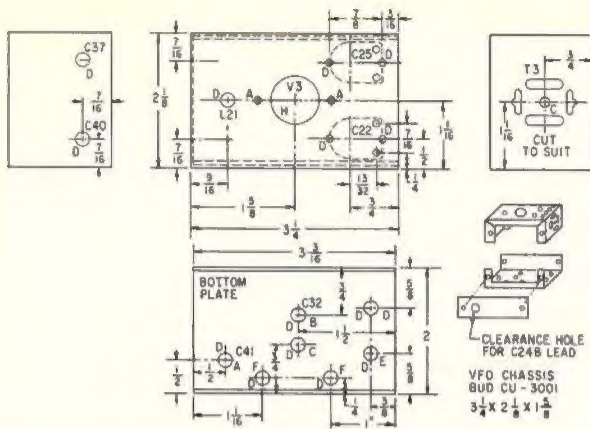 C37
D
7/16
C40
D
7/16
7/8
5/16
7/16
2 1/8
7/16
C25
D
D
V3
H
D
L21
A
A
C22
D
D
1 1/16
7/16
1/2
1/4
9/16
13/32
1 5/8
3/4
3 1/4
3/4
T3
C
1 1/16
CUT
TO SUIT
3 3/16
BOTTOM
PLATE
3/4
5/8
C32
D
B
D
D
1 1/2
2
D
C
C41
D
A
D
E
1/2
1/2
3/4
5/8
F
D
F
D
1/4
3/8
1 1/16
1"
CLEARANCE HOLE
FOR C24B LEAD
VFO CHASSIS
BUD CU-3001
3 1/4 X 2 1/8 X 1 5/8